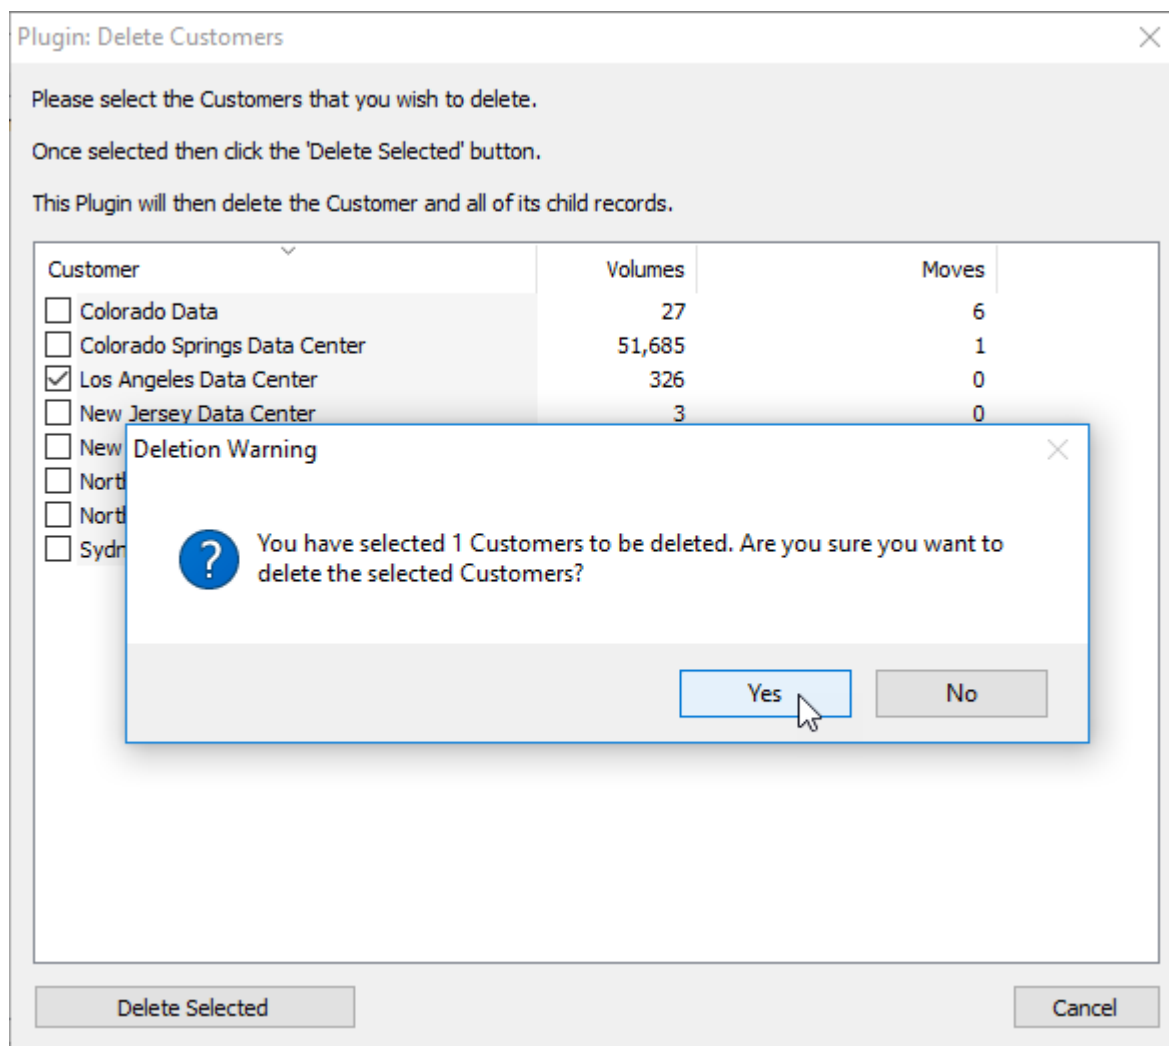 Plugin: Delete Customers
Please select the Customers that you wish to delete.
Once selected then click the 'Delete Selected' button.
This Plugin will then delete the Customer and all of its child records.
Customer Volumes Moves
Colorado Data 27 6
Colorado Springs Data Center 51,685 1
Los Angeles Data Center 326 0
New Jersey Data Center 3 0
New
Deletion Warning
You have selected 1 Customers to be deleted. Are you sure you want to
delete the selected Customers?
Yes No
Delete Selected Cancel